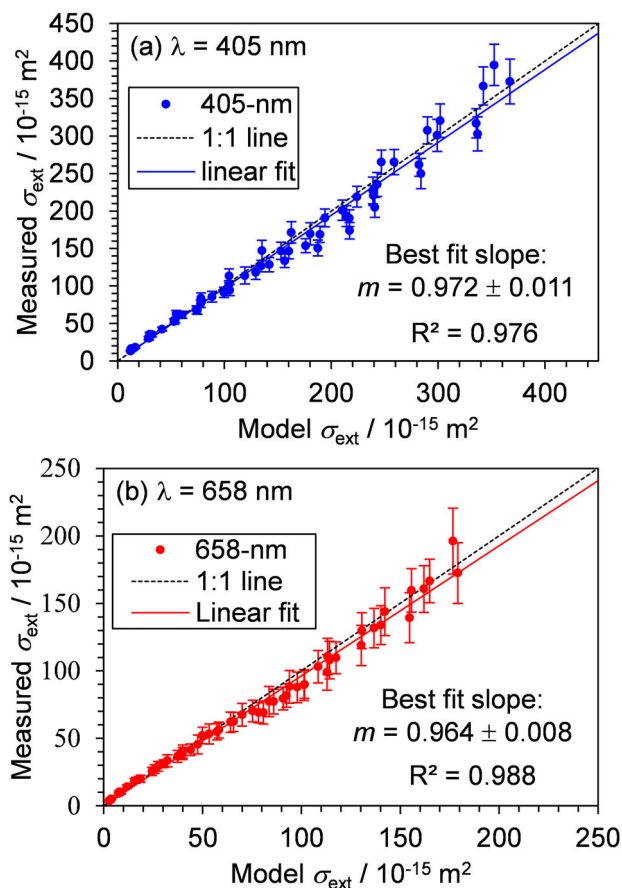 (a) λ = 405 nm
450
400
350
300
250
200
150
100
50
0
Measured σext / 10⁻¹⁵ m²
405-nm
1:1 line
linear fit
Best fit slope:
m = 0.972 ± 0.011
R² = 0.976
0 100 200 300 400
Model σext / 10⁻¹⁵ m²
(b) λ = 658 nm
250
200
150
100
50
0
Measured σext / 10⁻¹⁵ m²
658-nm
1:1 line
Linear fit
Best fit slope:
m = 0.964 ± 0.008
R² = 0.988
0 50 100 150 200 250
Model σext / 10⁻¹⁵ m²